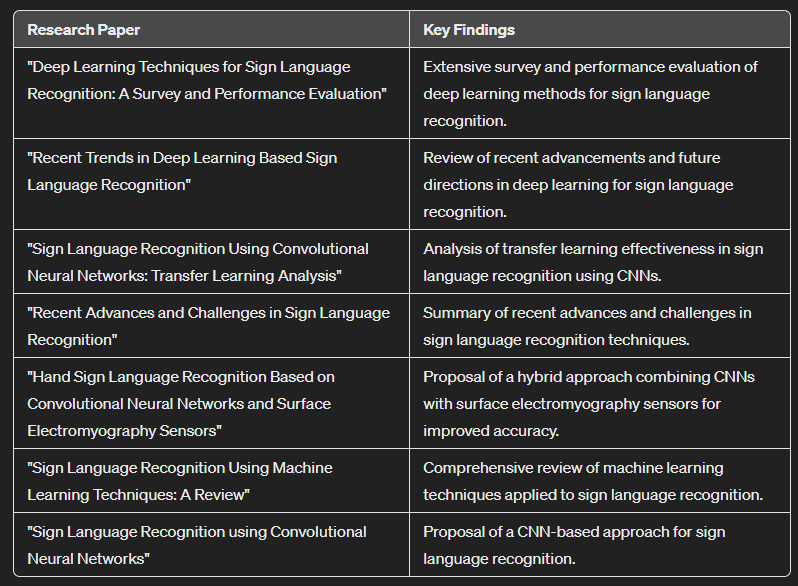 Research Paper
Key Findings
"Deep Learning Techniques for Sign Language
Recognition: A Survey and Performance Evaluation"
Extensive survey and performance evaluation of
deep learning methods for sign language
recognition.
"Recent Trends in Deep Learning Based Sign
Language Recognition"
Review of recent advancements and future
directions in deep learning for sign language
recognition.
"Sign Language Recognition Using Convolutional
Neural Networks: Transfer Learning Analysis"
Analysis of transfer learning effectiveness in sign
language recognition using CNNs.
"Recent Advances and Challenges in Sign Language
Recognition"
Summary of recent advances and challenges in
sign language recognition techniques.
"Hand Sign Language Recognition Based on
Convolutional Neural Networks and Surface
Electromyography Sensors"
Proposal of a hybrid approach combining CNNs
with surface electromyography sensors for
improved accuracy.
"Sign Language Recognition Using Machine
Learning Techniques: A Review"
Comprehensive review of machine learning
techniques applied to sign language recognition.
"Sign Language Recognition using Convolutional
Neural Networks"
Proposal of a CNN-based approach for sign
language recognition.